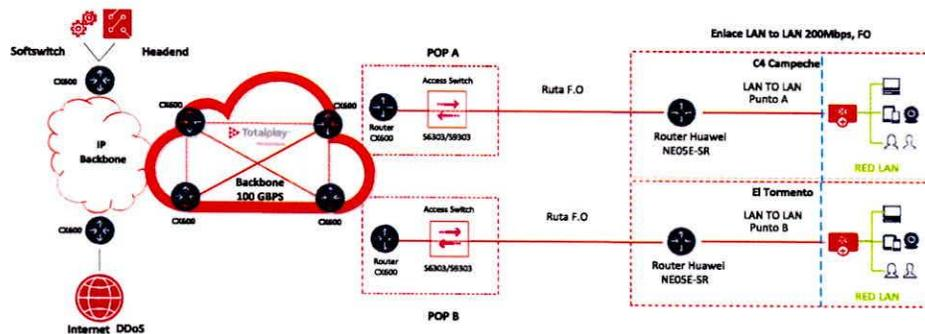 Softswitch
Headend
CX600
IP
Backbone
CX600
Internet DDoS
CX600
CX600
Totalplay
Backbone
100 GBPS
CX600
CX600
POP A
Access Switch
Router
CX600
S6303/S9303
Ruta F.O
Access Switch
Router
CX600
S6303/S9303
POP B
Ruta F.O
Enlace LAN to LAN 200Mbps, FO
C4 Campeche
LAN TO LAN
Punto A
Router Huawei
NE05E-SR
RED LAN
El Tormento
LAN TO LAN
Punto B
Router Huawei
NE05E-SR
RED LAN